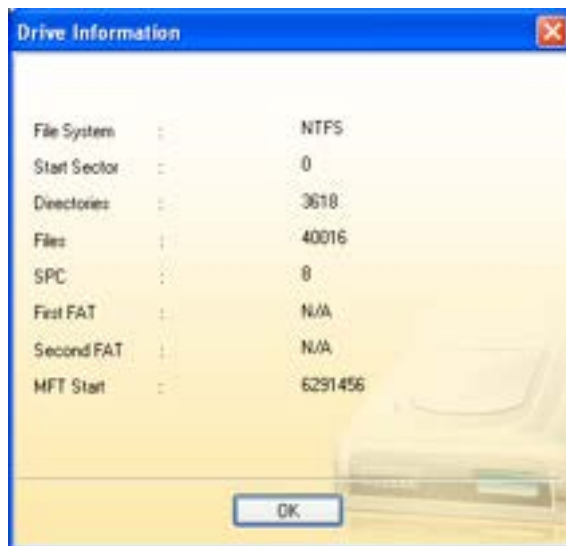 Drive Information
File System : NTFS
Start Sector : 0
Directories : 3618
Files : 40016
SPC : 8
First FAT : N/A
Second FAT : N/A
MFT Start : 6291456
OK